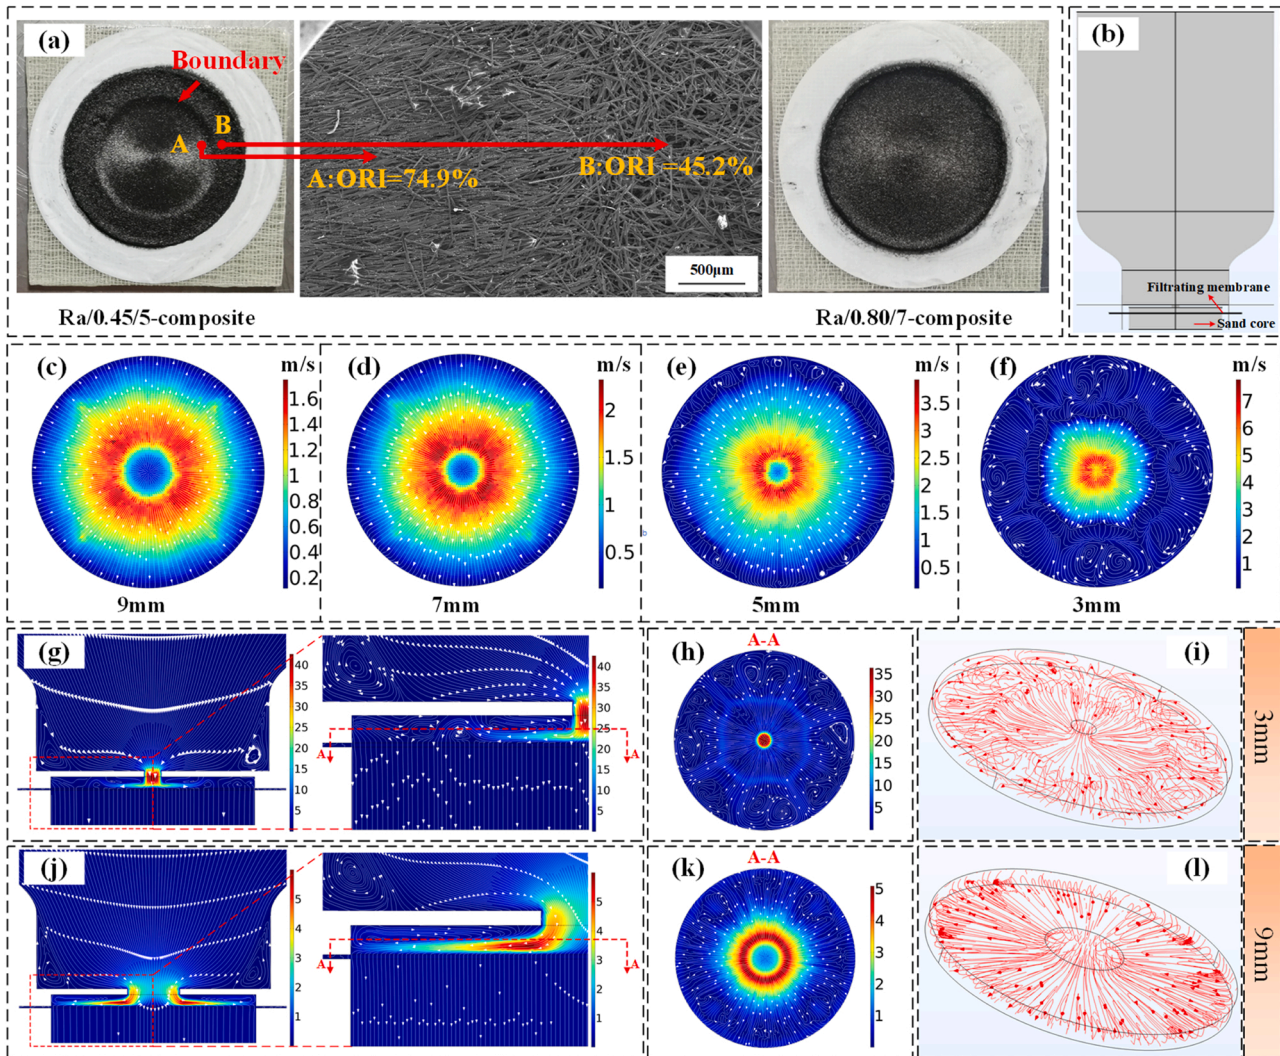 (a)
Boundary
A
B
A:ORI=74.9%
B:ORI =45.2%
500μm
Ra/0.45/5-composite
Ra/0.80/7-composite
(b)
Filtrating membrane
Sand core
(c)
m/s
1.6
1.4
1.2
1
0.8
0.6
0.4
0.2
9mm
(d)
m/s
2
1.5
1
0.5
7mm
(e)
m/s
3.5
3
2.5
2
1.5
1
0.5
5mm
(f)
m/s
7
6
5
4
3
2
1
3mm
(g)
40
35
30
25
20
15
10
5
40
35
30
25
20
15
10
5
A
A
A-A
(h)
35
30
25
20
15
10
5
(i)
3mm
(j)
5
4
3
2
1
5
4
3
2
1
A
A
A-A
(k)
5
4
3
2
1
(l)
9mm